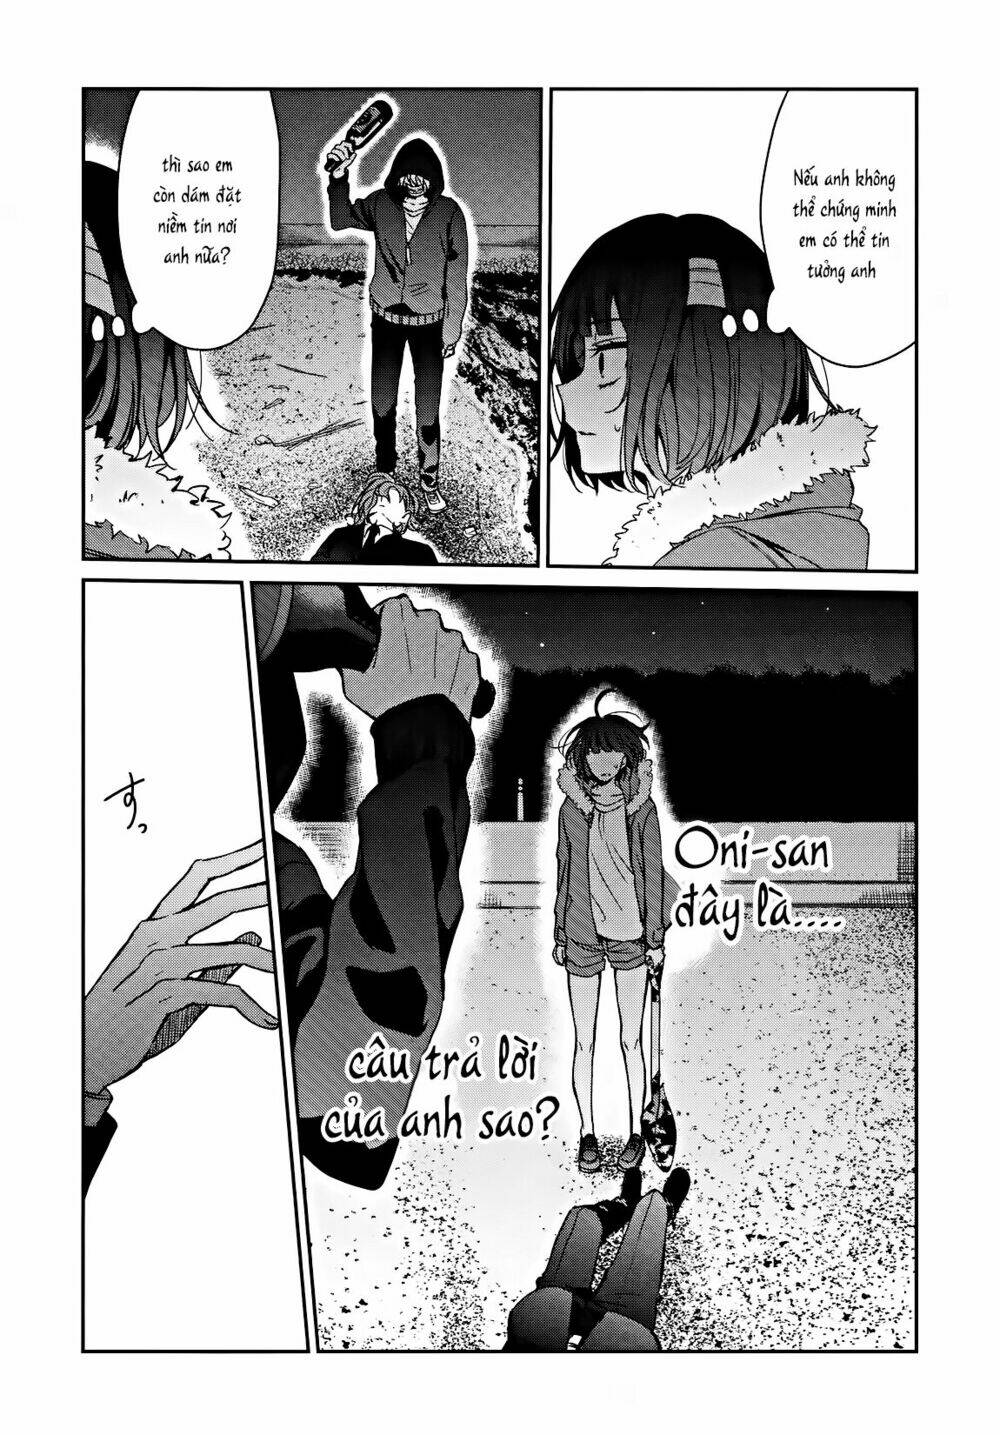 Nếu anh không
thể chứng minh
em có thể tin
tưởng anh
thì sao em
còn dám đặt
niềm tin nơi
anh nữa?
Oni-san
đây là....
câu trả lời
của anh sao?
すっ